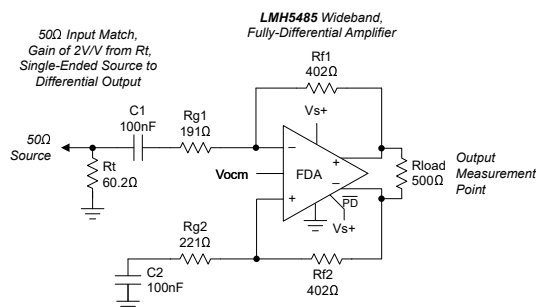 50Ω Input Match,
Gain of 2V/V from Rt,
Single-Ended Source to
Differential Output
LMH5485 Wideband,
Fully-Differential Amplifier
Rf1
402Ω
C1
100nF
Rg1
191Ω
Vs+
50Ω
Source
Rt
60.2Ω
Vocm
−
+
FDA
+
−
PD
Vs+
Rload
500Ω
Output
Measurement
Point
Rg2
221Ω
C2
100nF
Rf2
402Ω